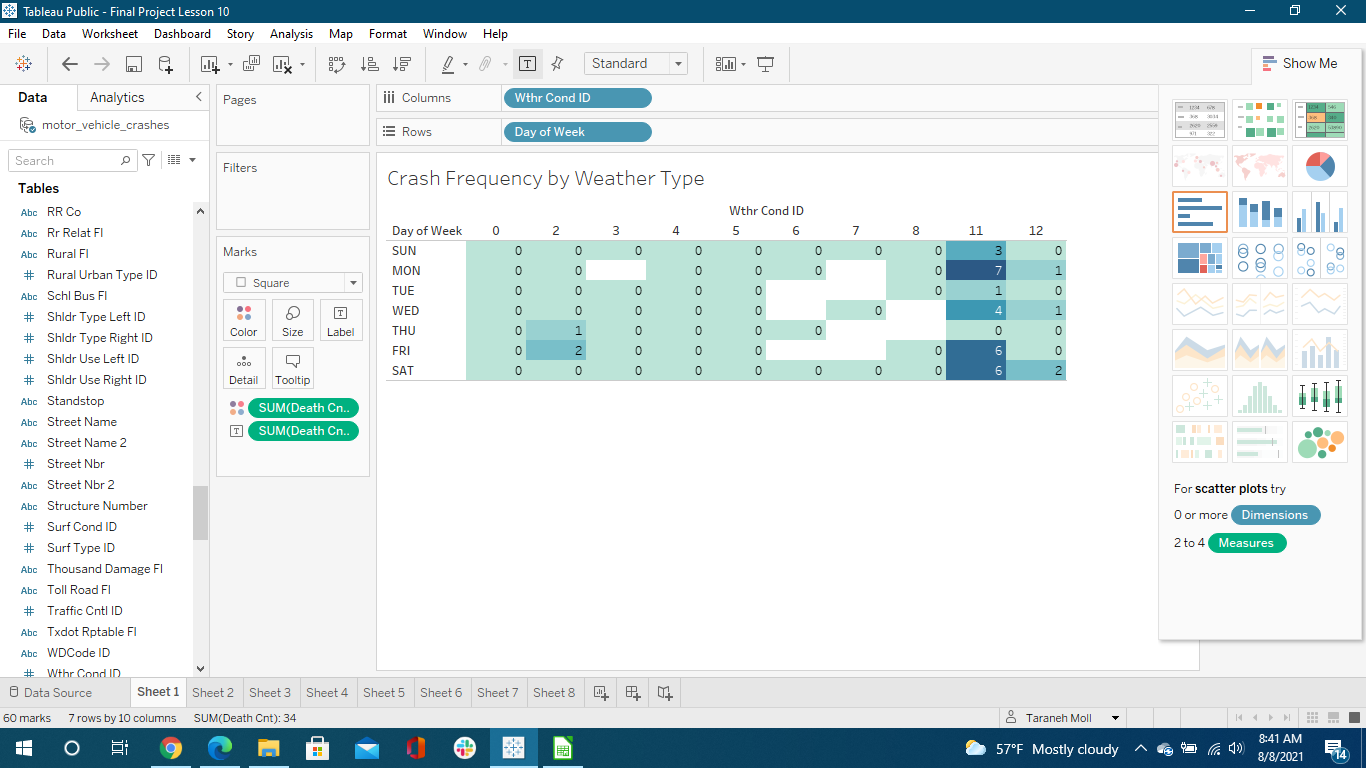 Tableau Public - Final Project Lesson 10
File Data Worksheet Dashboard Story Analysis Map Format Window Help
Standard
Show Me
Data Analytics
motor_vehicle_crashes
Search
Tables
Abc RR Co
Abc Rr Relat Fl
Abc Rural Fl
# Rural Urban Type ID
Abc Schl Bus Fl
# Shldr Type Left ID
# Shldr Type Right ID
# Shldr Use Left ID
# Shldr Use Right ID
Abc Standstop
Abc Street Name
Abc Street Name 2
# Street Nbr
Abc Street Nbr 2
Abc Structure Number
# Surf Cond ID
# Surf Type ID
Abc Thousand Damage Fl
Abc Toll Road Fl
# Traffic Cntl ID
Abc Txdot Rptable Fl
Abc WDCode ID
# Wthr Cond ID
Pages
Filters
Marks
Square
Color Size Label
Detail Tooltip
SUM(Death Cn..
SUM(Death Cn..
Columns Wthr Cond ID
Rows Day of Week
Crash Frequency by Weather Type
Wthr Cond ID
Day of Week 0 2 3 4 5 6 7 8 11 12
SUN 0 0 0 0 0 0 0 0 3 0
MON 0 0 0 0 0 0 7 1
TUE 0 0 0 0 0 0 1 0
WED 0 0 0 0 0 0 4 1
THU 0 1 0 0 0 0 0 0
FRI 0 2 0 0 0 0 6 0
SAT 0 0 0 0 0 0 0 0 6 2
For scatter plots try
0 or more Dimensions
2 to 4 Measures
Data Source Sheet 1 Sheet 2 Sheet 3 Sheet 4 Sheet 5 Sheet 6 Sheet 7 Sheet 8
60 marks 7 rows by 10 columns SUM(Death Cnt): 34
Taraneh Moll
57°F Mostly cloudy
8:41 AM
8/8/2021
14